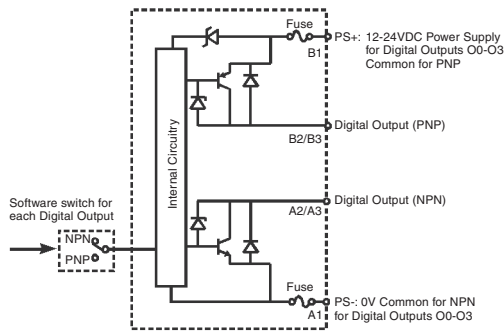 Fuse
B1
PS+: 12-24VDC Power Supply
for Digital Outputs O0-O3
Common for PNP
B2/B3
Digital Output (PNP)
Internal Circuitry
Digital Output (NPN)
A2/A3
Software switch for
each Digital Output
NPN
PNP
Fuse
A1
PS-: 0V Common for NPN
for Digital Outputs O0-O3